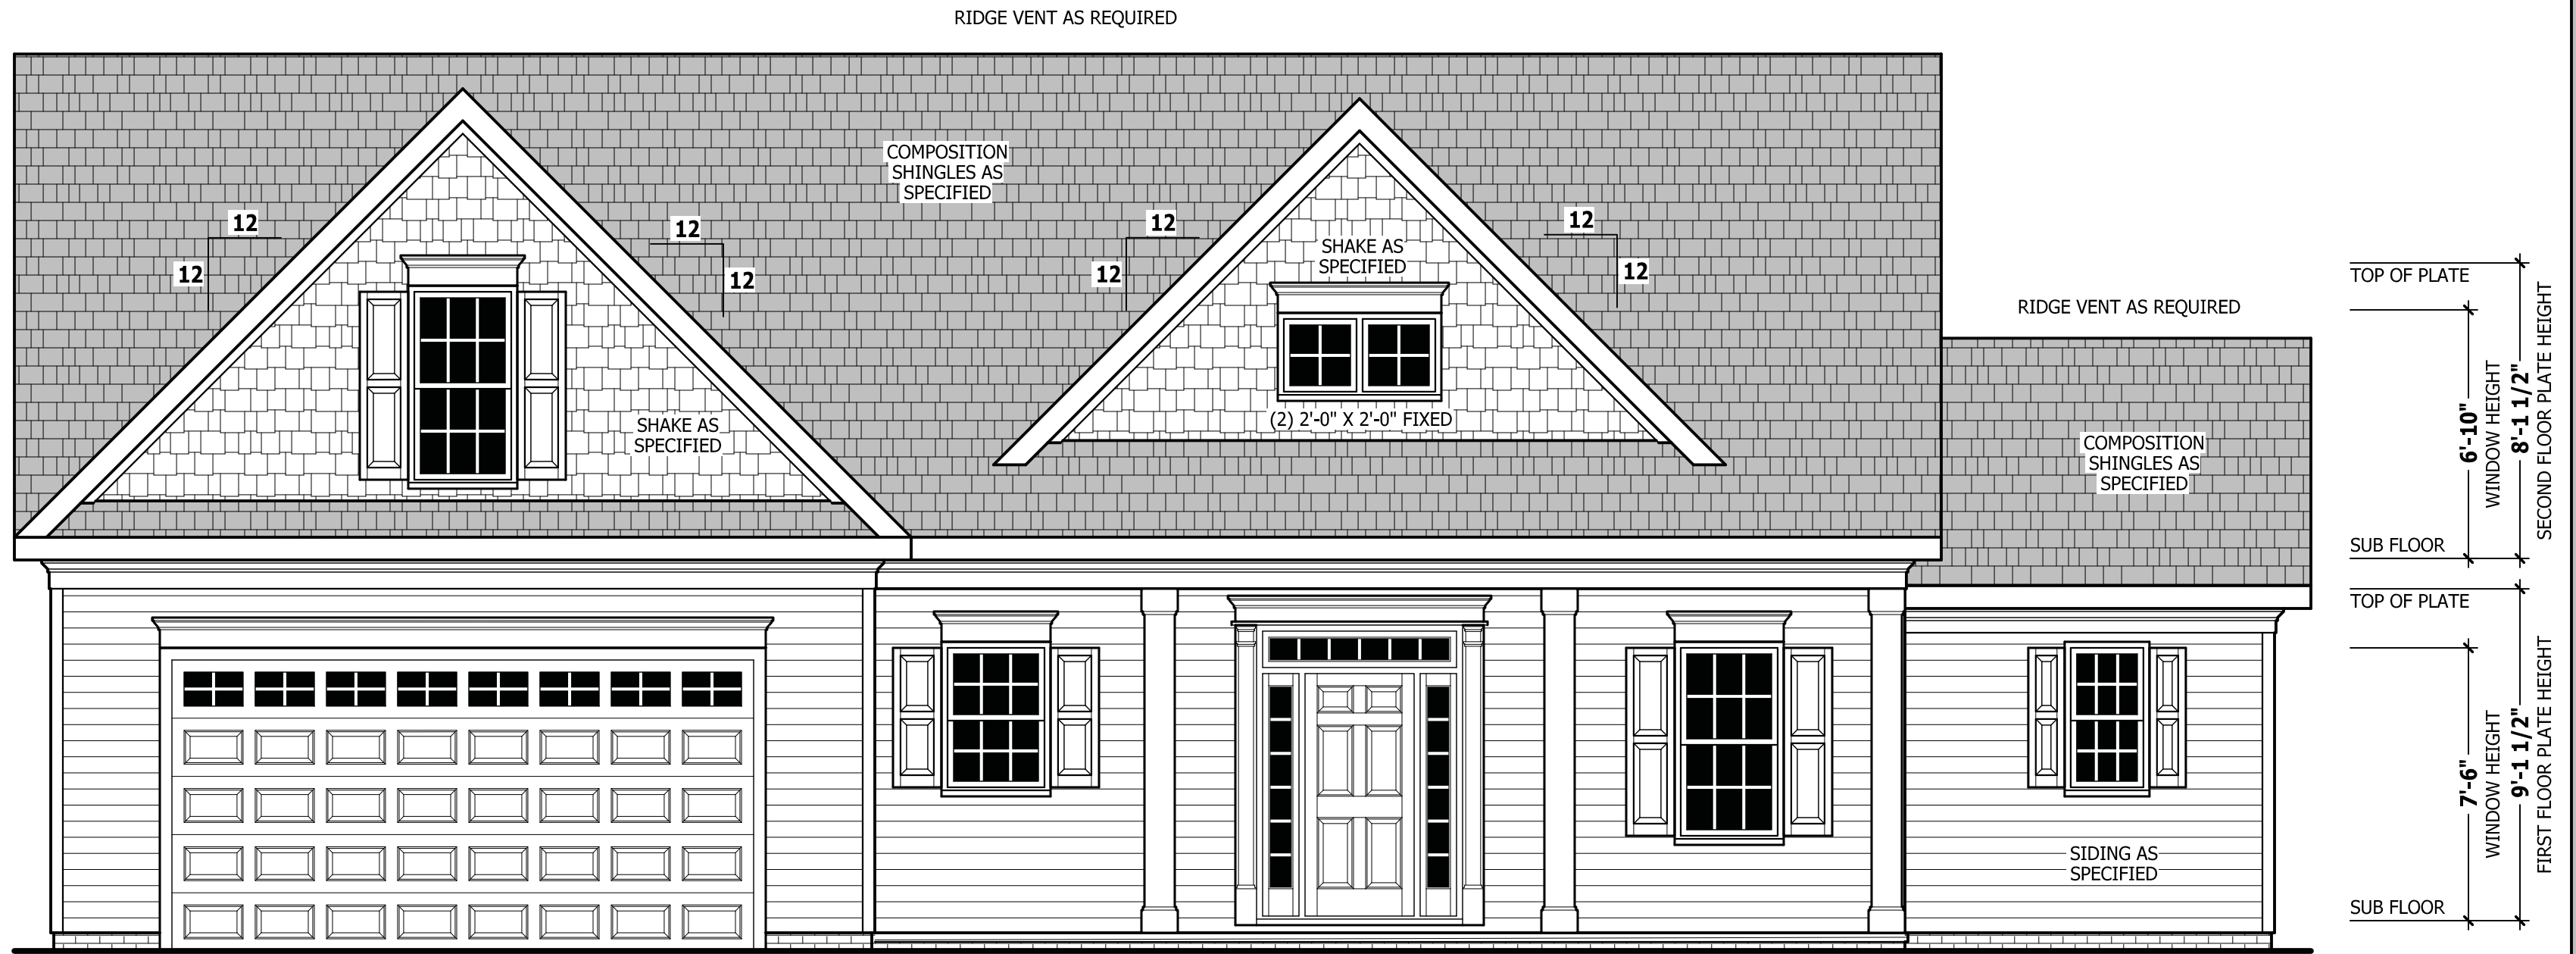 RIDGE VENT AS REQUIRED
COMPOSITION
SHINGLES AS
SPECIFIED
12
12
12
12
12
12
12
12
SHAKE AS
SPECIFIED
SHAKE AS
SPECIFIED
(2) 2'-0" X 2'-0" FIXED
RIDGE VENT AS REQUIRED
COMPOSITION
SHINGLES AS
SPECIFIED
SIDING AS
SPECIFIED
TOP OF PLATE
SUB FLOOR
TOP OF PLATE
SUB FLOOR
6'-10"
WINDOW HEIGHT
8'-1 1/2"
SECOND FLOOR PLATE HEIGHT
7'-6"
WINDOW HEIGHT
9'-1 1/2"
FIRST FLOOR PLATE HEIGHT